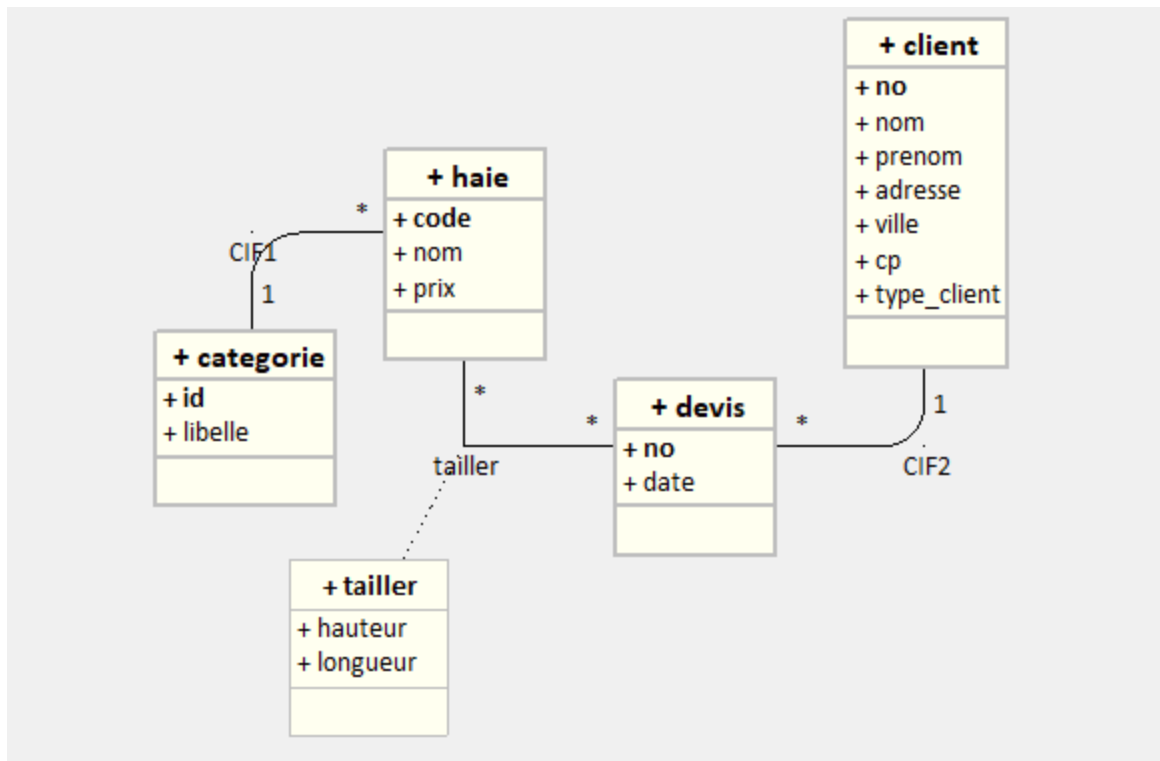 + client
+ no
+ nom
+ prenom
+ adresse
+ ville
+ cp
+ type_client
+ haie
+ code
+ nom
+ prix
*
CIF1
1
+ categorie
+ id
+ libelle
*
*
tailler
+ devis
+ no
+ date
*
1
CIF2
+ tailler
+ hauteur
+ longueur